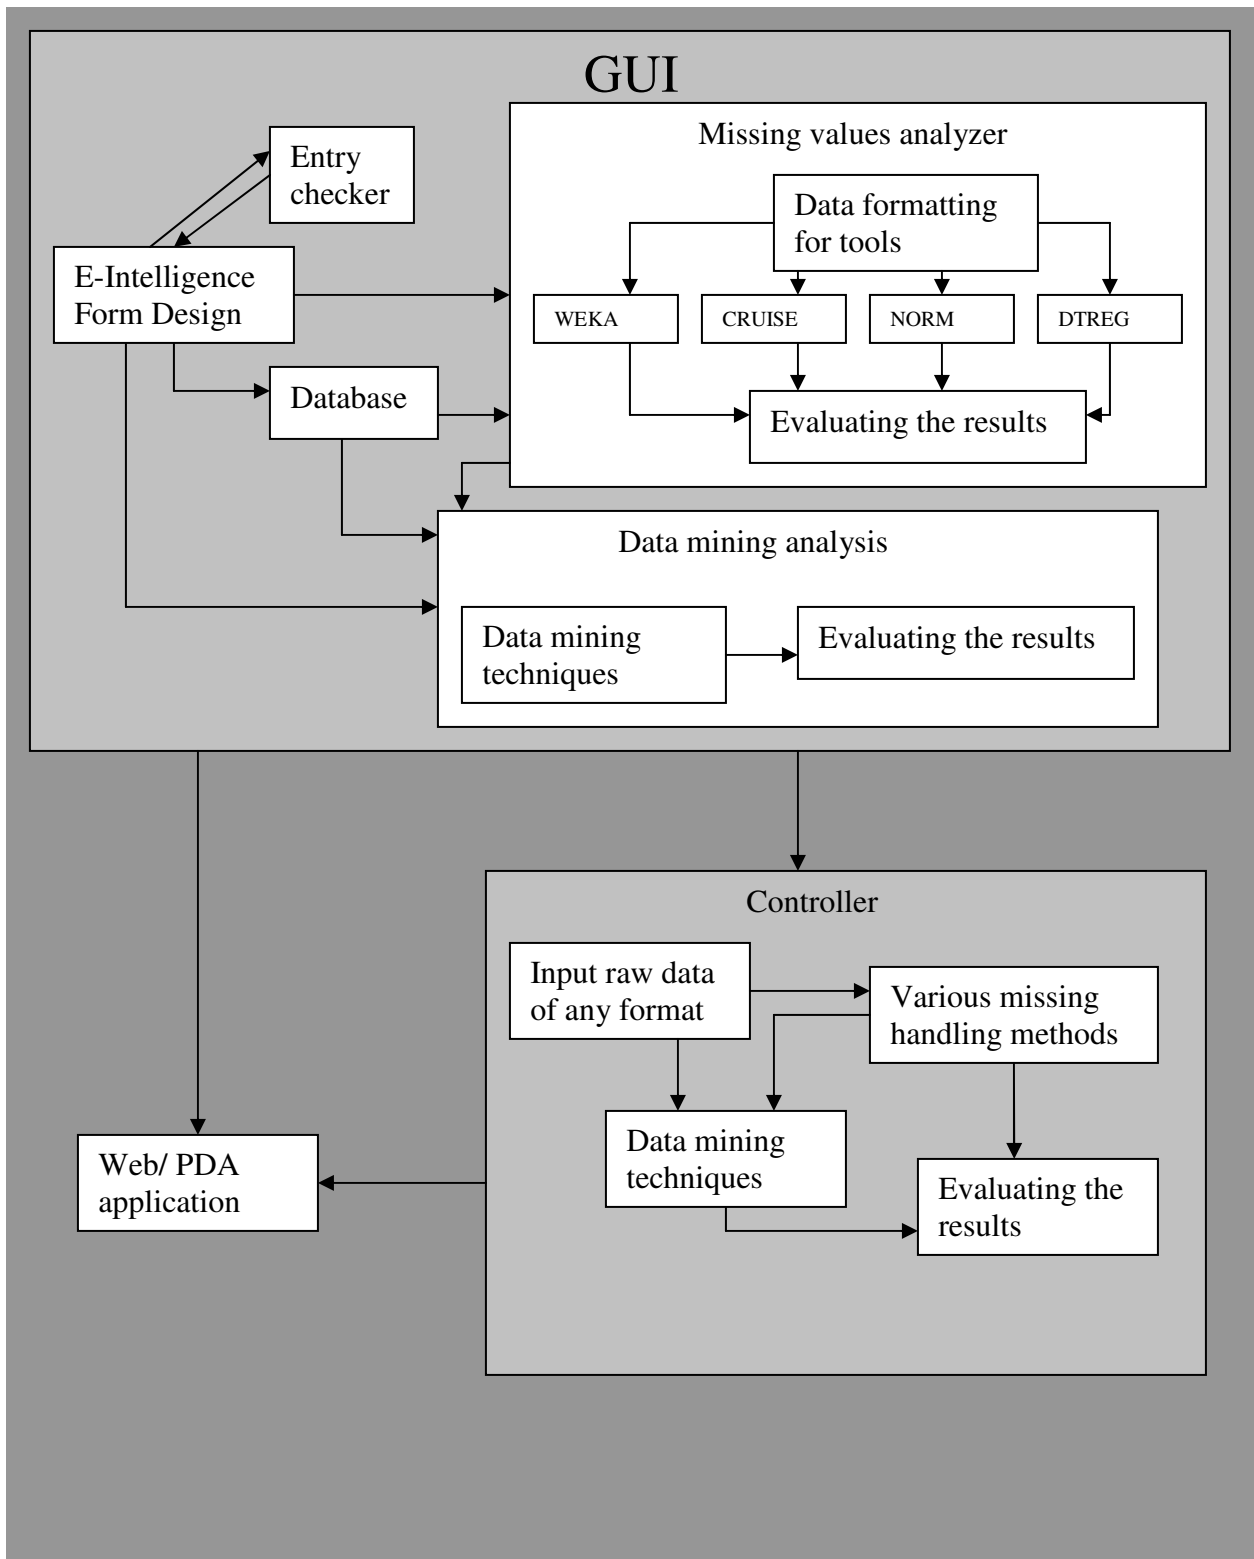 GUI
Missing values analyzer
Entry
checker
Data formatting
for tools
E-Intelligence
Form Design
WEKA
CRUISE
NORM
DTREG
Database
Evaluating the results
Data mining analysis
Data mining
techniques
Evaluating the results
Controller
Input raw data
of any format
Various missing
handling methods
Data mining
techniques
Web/ PDA
application
Evaluating the
results